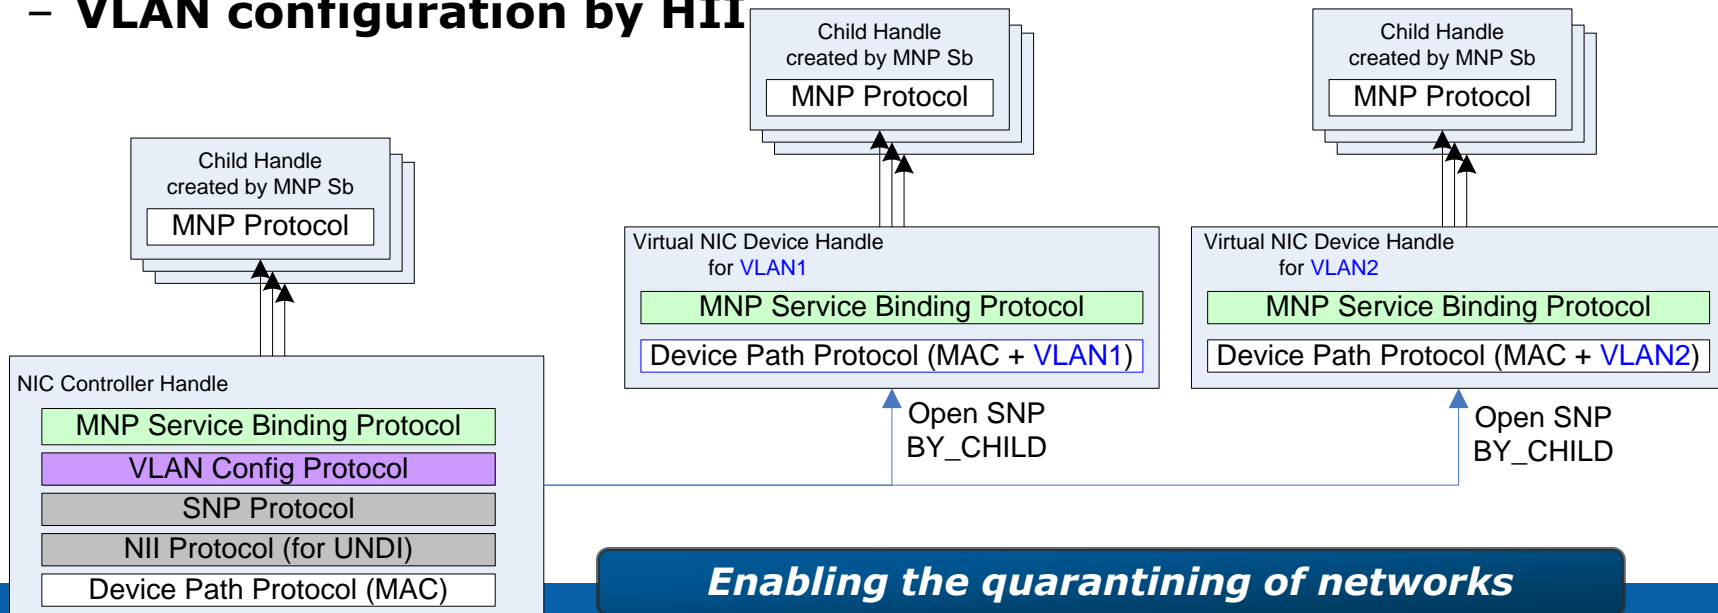 – VLAN configuration by HII
Child Handle
created by MNP Sb
MNP Protocol
Child Handle
created by MNP Sb
MNP Protocol
Child Handle
created by MNP Sb
MNP Protocol
Virtual NIC Device Handle
for VLAN1
MNP Service Binding Protocol
Device Path Protocol (MAC + VLAN1)
Virtual NIC Device Handle
for VLAN2
MNP Service Binding Protocol
Device Path Protocol (MAC + VLAN2)
NIC Controller Handle
MNP Service Binding Protocol
VLAN Config Protocol
SNP Protocol
NII Protocol (for UNDI)
Device Path Protocol (MAC)
Open SNP
BY_CHILD
Open SNP
BY_CHILD
Enabling the quarantining of networks